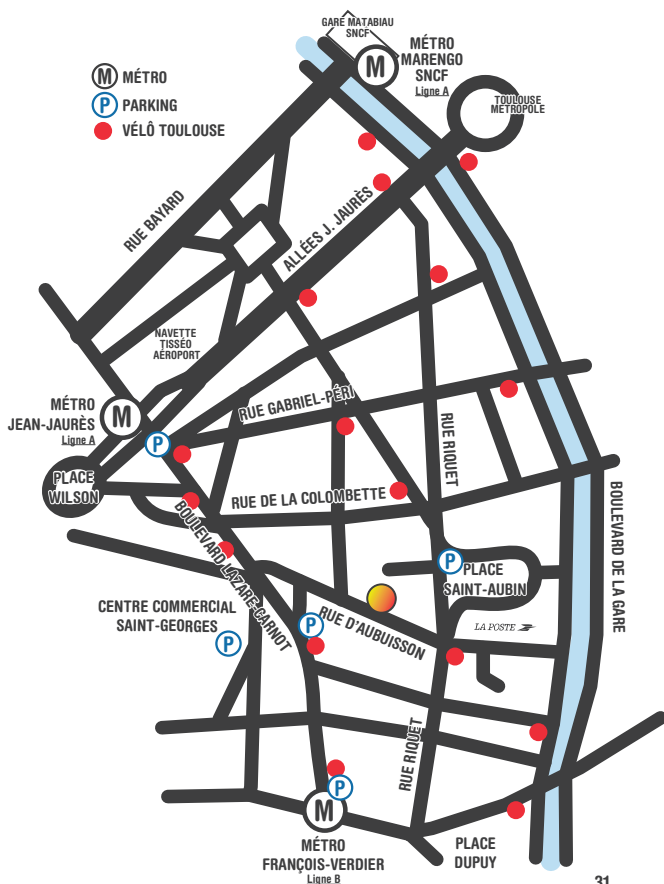 GARE MATABIAU
SNCF
MÉTRO
MARENGO
SNCF
Ligne A
M
M MÉTRO
P PARKING
VÉLÔ TOULOUSE
TOULOUSE
METROPOLE
RUE BAYARD
ALLÉES J. JAURÈS
NAVETTE
TISSÉO
AÉROPORT
MÉTRO
JEAN-JAURÈS
Ligne A
M
P
RUE GABRIEL-PÉRI
RUE RIQUET
PLACE
WILSON
RUE DE LA COLOMBETTE
BOULEVARD LAZARE-CARNOT
BOULEVARD DE LA GARE
P
PLACE
SAINT-AUBIN
CENTRE COMMERCIAL
SAINT-GEORGES
P
P
RUE D'AUBUISSON
LA POSTE
RUE RIQUET
P
M
MÉTRO
FRANÇOIS-VERDIER
Ligne B
PLACE
DUPUY
31